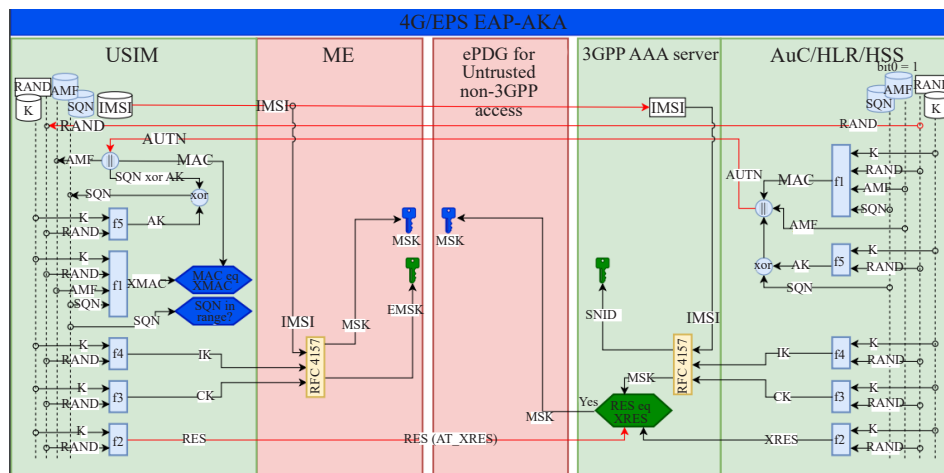 4G/EPS EAP-AKA
USIM
ME
ePDG for
Untrusted
non-3GPP
access
3GPP AAA server
AuC/HLR/HSS
bit0 = 1
RAND
AMF
K
SQN
IMSI
IMSI
IMSI
SQN
AMF
RAND
K
RAND
RAND
AUTN
AMF
||
MAC
SQN xor AK
SQN
xor
K
f5
AK
RAND
K
RAND
f1
XMAC
AMF
SQN
MAC eq
XMAC
SQN
SQN in
range?
K
f4
IK
RAND
K
f3
CK
RAND
K
f2
RES
RAND
IMSI
RFC 4157
MSK
EMSK
MSK
MSK
RES (AT_XRES)
MSK
Yes
SNID
IMSI
RFC 4157
MSK
RES eq
XRES
AUTN
MAC
||
f1
K
RAND
AMF
SQN
AMF
xor
AK
f5
K
RAND
SQN
IK
f4
K
RAND
CK
f3
K
RAND
XRES
f2
K
RAND